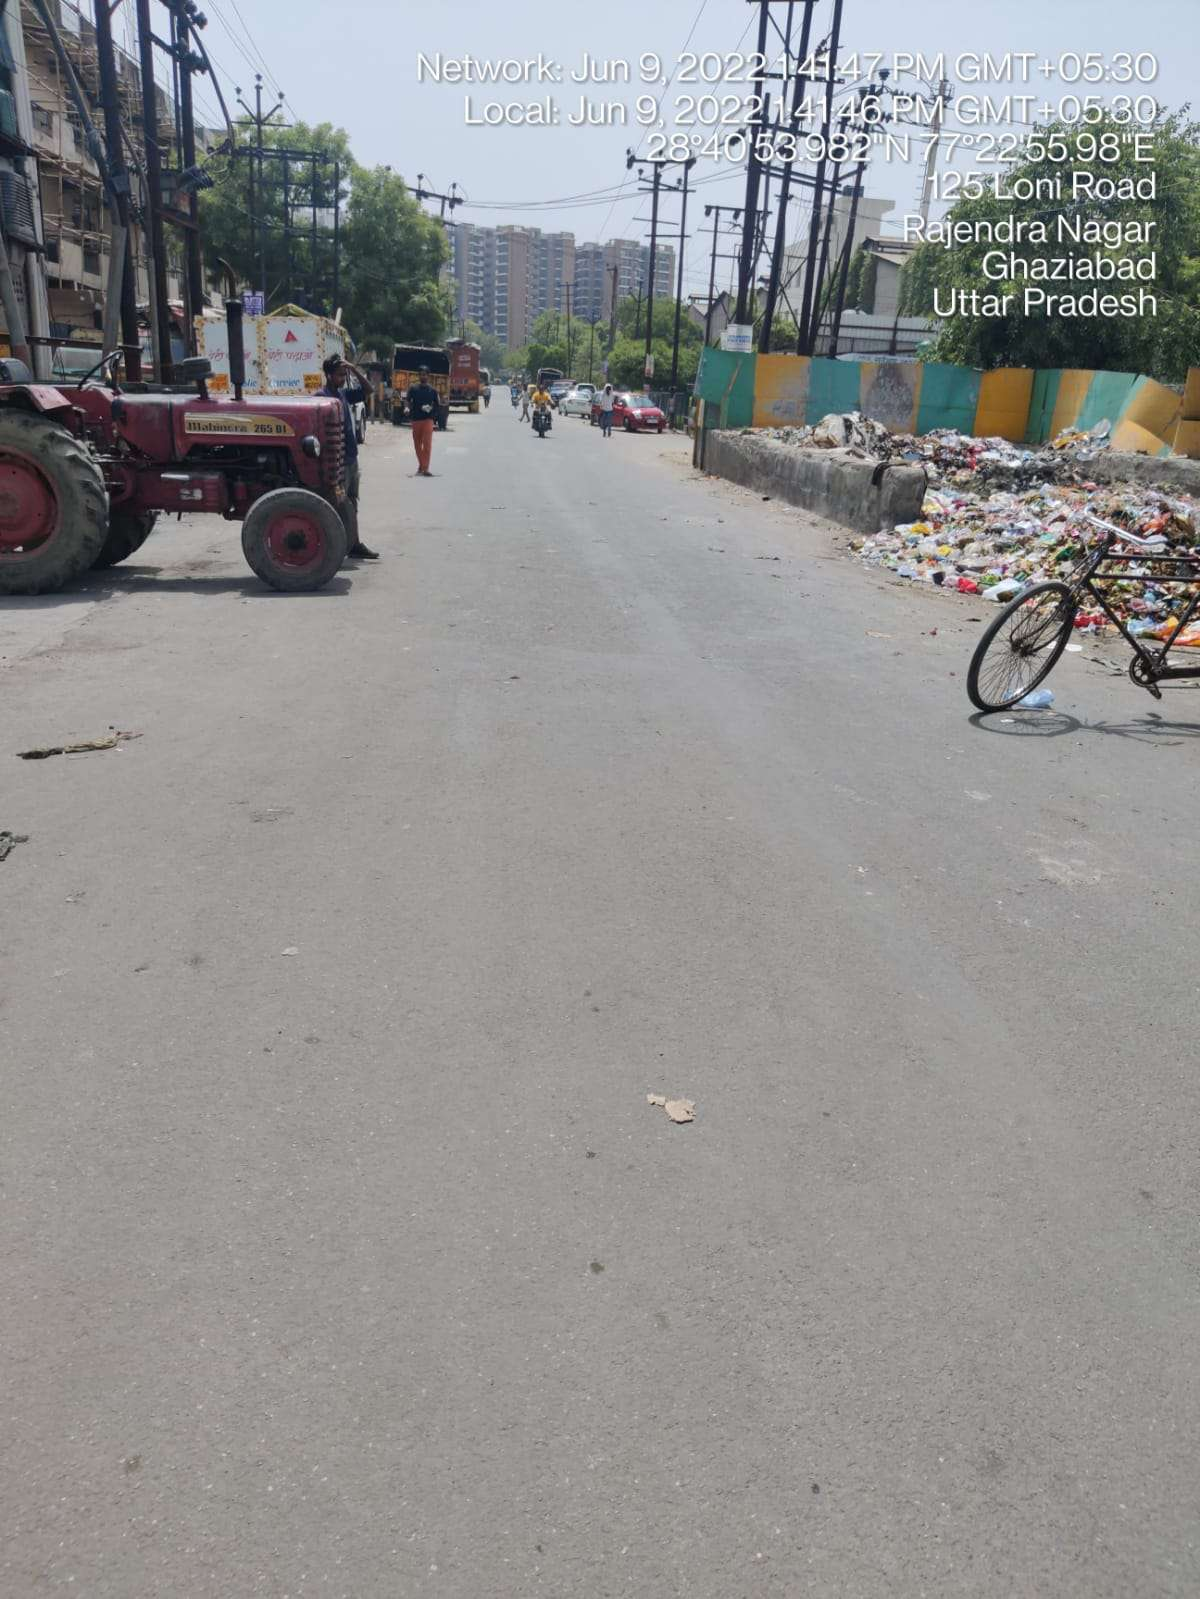 Network: Jun 9, 2022 1:41:47 PM GMT+05:30
Local: Jun 9, 2022 1:41:46 PM GMT+05:30
28°40'53.982"N 77°22'55.98"E
125 Loni Road
Rajendra Nagar
Ghaziabad
Uttar Pradesh
Mahindra 265 DI
बेटी पढ़ाओ
Carrier